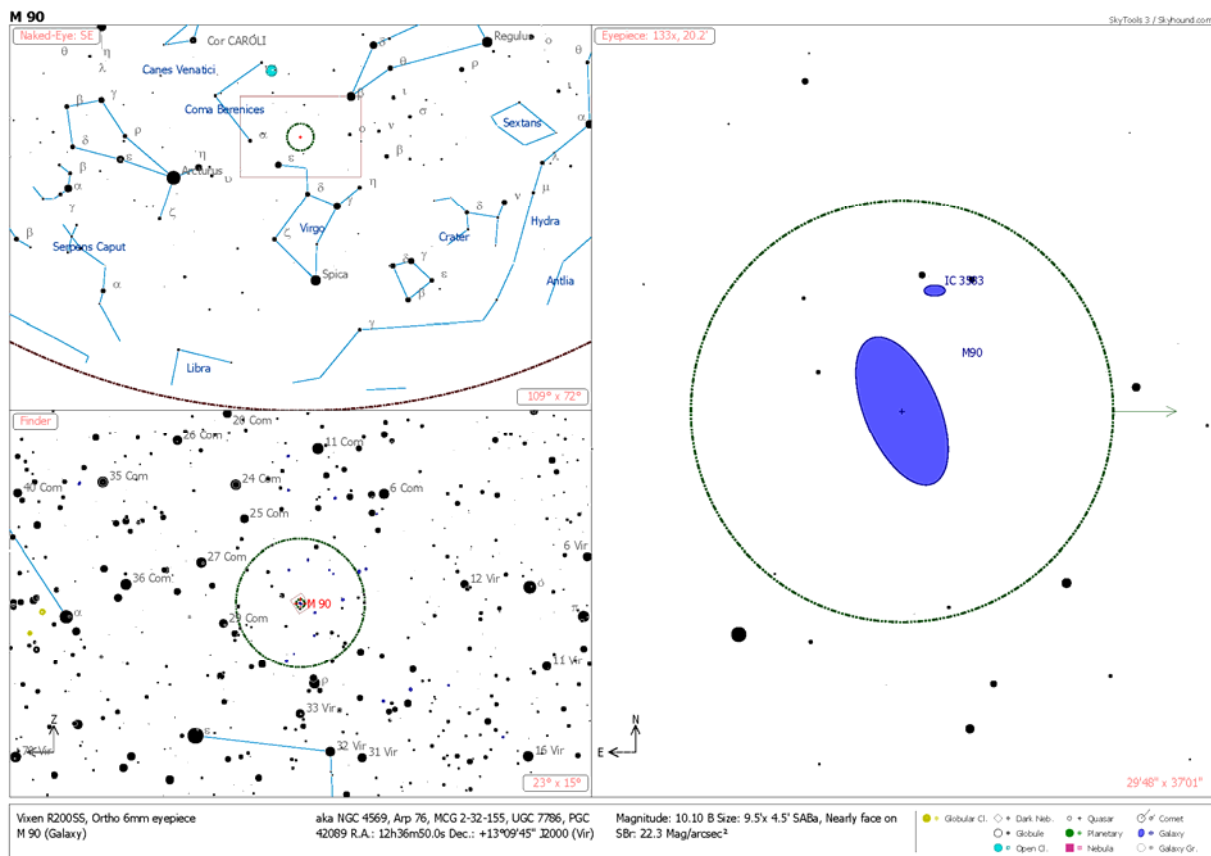 M 90
SkyTools 3 / Skyhound.com
Naked-Eye: SE
Cor CAROLI
Regulus
ο
θ
η
λ
Canes Venatici
δ
θ
ρ
θ
η
β
γ
Coma Berenices
β
ι
σ
Sextans
α
ρ
δ
ε
α
ο
ν
β
λ
β
α
Arcturus
η
υ
ε
δ
η
μ
γ
ζ
Virgo
γ
δ
ν
Hydra
β
Serpens Caput
ζ
Crater
α
Spica
δ
γ
ε
β
Antlia
γ
Libra
109° x 72°
Finder
20 Com
26 Com
11 Com
35 Com
24 Com
6 Com
40 Com
25 Com
27 Com
6 Vir
36 Com
12 Vir
ο
M 90
α
29 Com
π
11 Vir
ρ
33 Vir
Z
ε
32 Vir
31 Vir
16 Vir
23° x 15°
Eyepiece: 133x, 20.2'
IC 3583
M90
N
E
29'48" x 37'01"
Vixen R200SS, Ortho 6mm eyepiece
M 90 (Galaxy)
aka NGC 4569, Arp 76, MCG 2-32-155, UGC 7786, PGC
42089 R.A.: 12h36m50.0s Dec.: +13°09'45" J2000 (Vir)
Magnitude: 10.10 B Size: 9.5'x 4.5' SABa, Nearly face on
SBr: 22.3 Mag/arcsec²
Globular Cl.
Dark Neb.
Quasar
Comet
Globule
Planetary
Galaxy
Open Cl.
Nebula
Galaxy Gr.